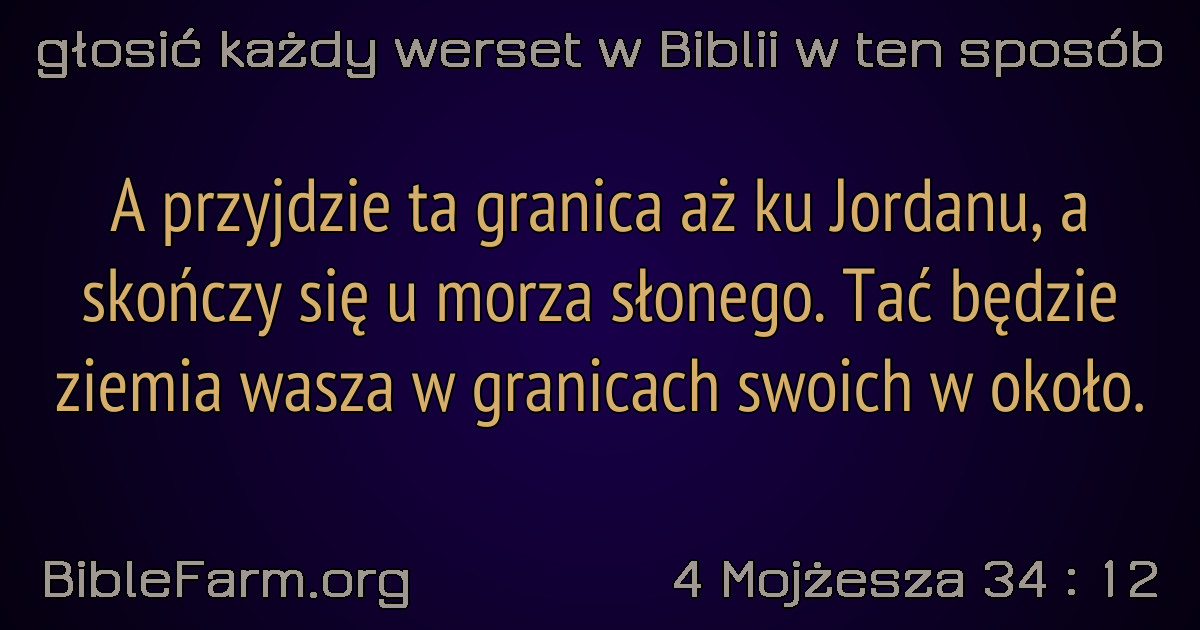 głosić każdy werset w Biblii w ten sposób
A przyjdzie ta granica aż ku Jordanu, a
skończy się u morza słonego. Tać będzie
ziemia wasza w granicach swoich w około.
BibleFarm.org
4 Mojżesza 34 : 12